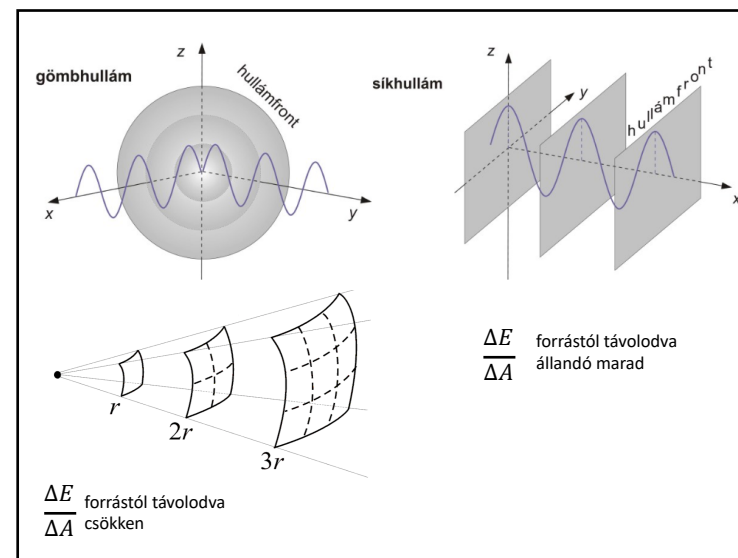 gömbhullám
z
hullámfront
x
y
síkhullám
z
y
hullámfront
x
r
2r
3r
ΔE
ΔA
forrástól távolodva
csökken
ΔE
ΔA
forrástól távolodva
állandó marad